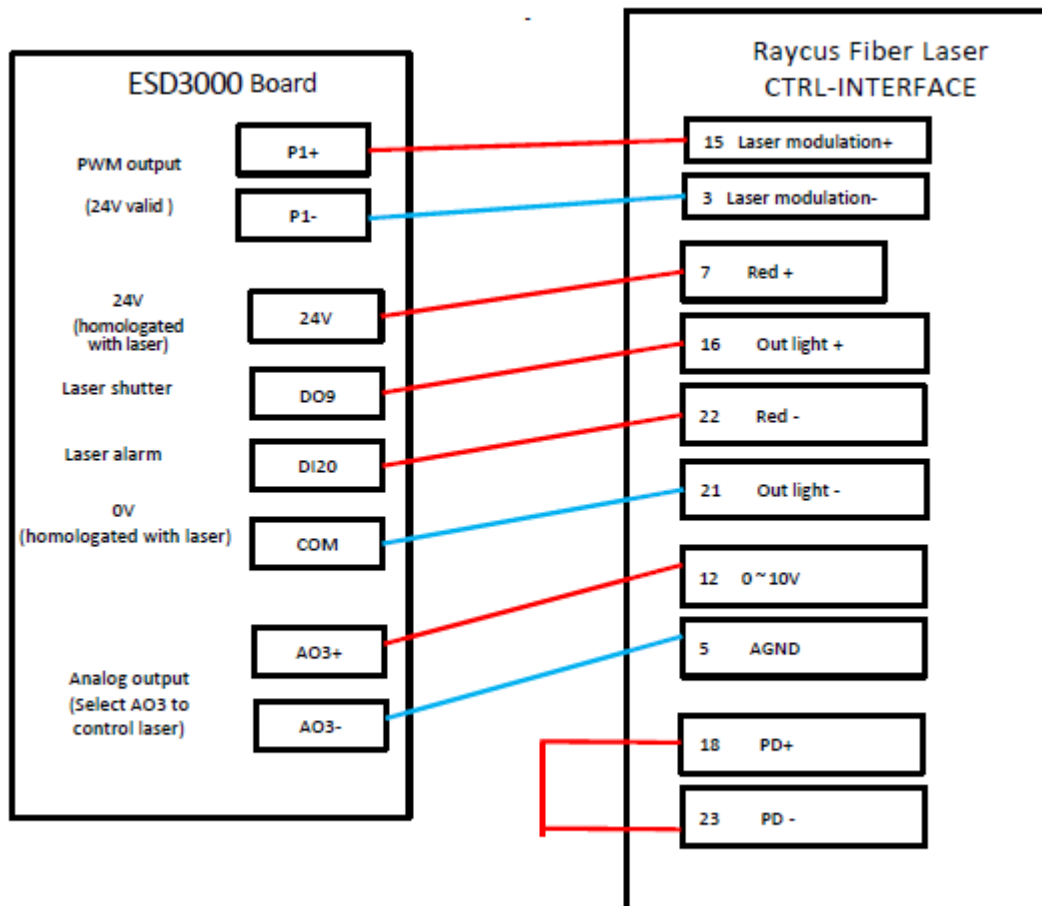 ESD3000 Board
PWM output
(24V valid )
P1+
P1-
24V
(homologated
with laser)
24V
Laser shutter
DO9
Laser alarm
DI20
0V
(homologated with laser)
COM
Analog output
(Select AO3 to
control laser)
AO3+
AO3-
Raycus Fiber Laser
CTRL-INTERFACE
15 Laser modulation+
3 Laser modulation-
7 Red +
16 Out light +
22 Red -
21 Out light -
12 0~10V
5 AGND
18 PD+
23 PD -